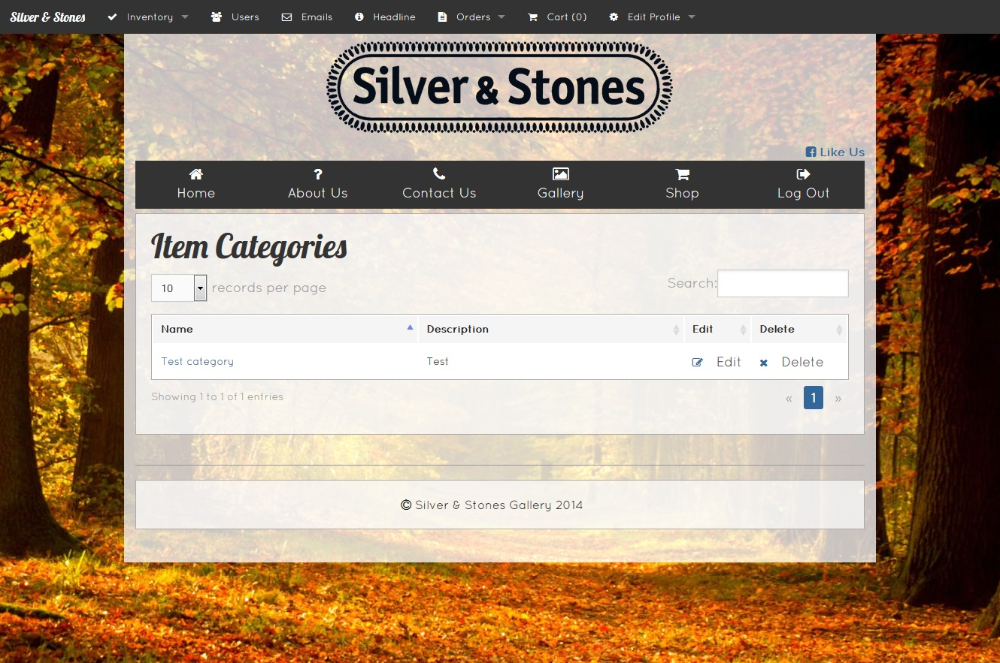 Silver & Stones Inventory Users Emails Headline Orders Cart (0) Edit Profile
Silver & Stones
Like Us
Home About Us Contact Us Gallery Shop Log Out
Item Categories
10 records per page Search:
Name Description Edit Delete
Test category Test Edit Delete
Showing 1 to 1 of 1 entries « 1 »
© Silver & Stones Gallery 2014